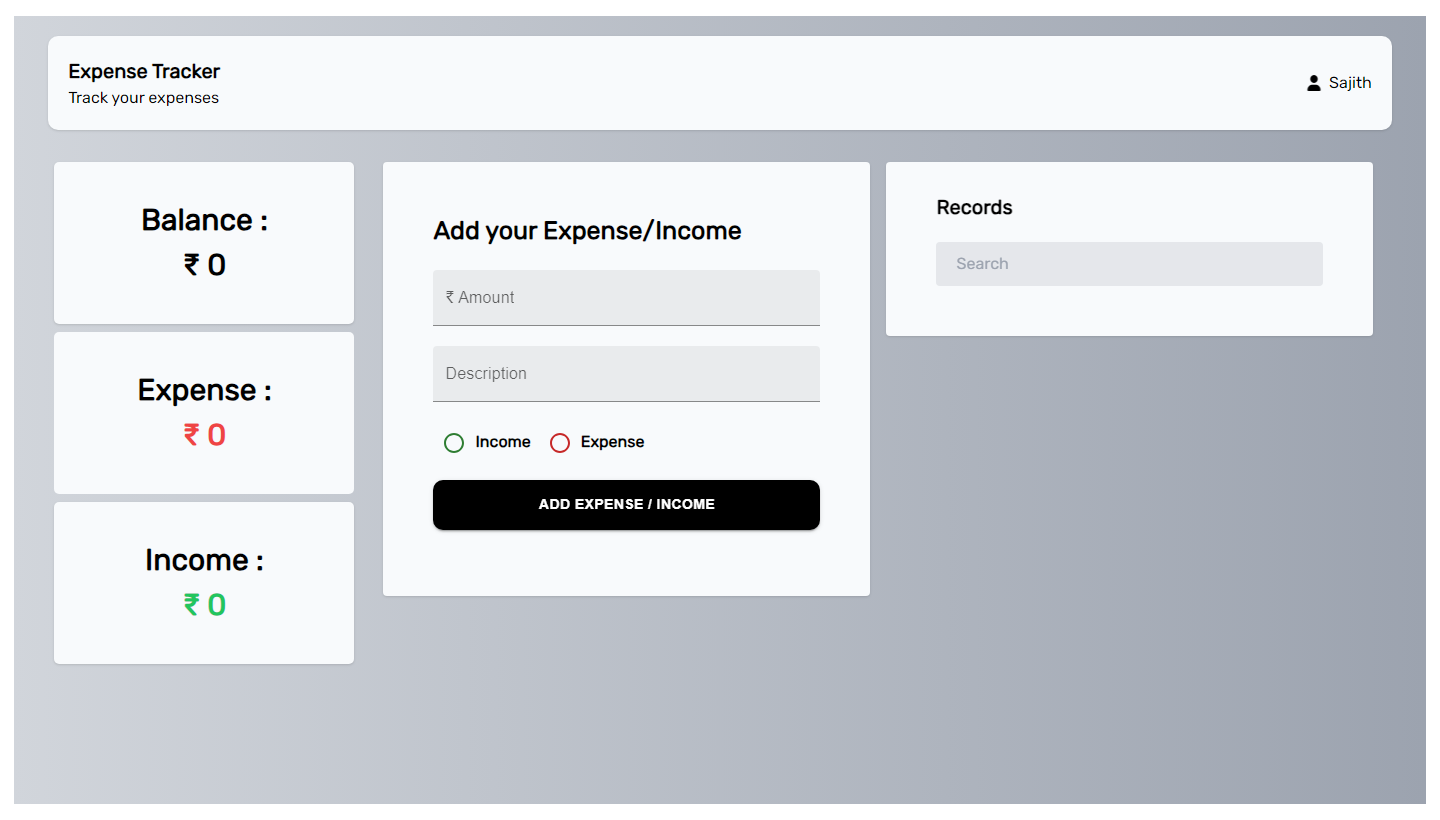 Expense Tracker
Track your expenses
Sajith
Balance :
₹ 0
Expense :
₹ 0
Income :
₹ 0
Add your Expense/Income
₹ Amount
Description
Income
Expense
ADD EXPENSE / INCOME
Records
Search